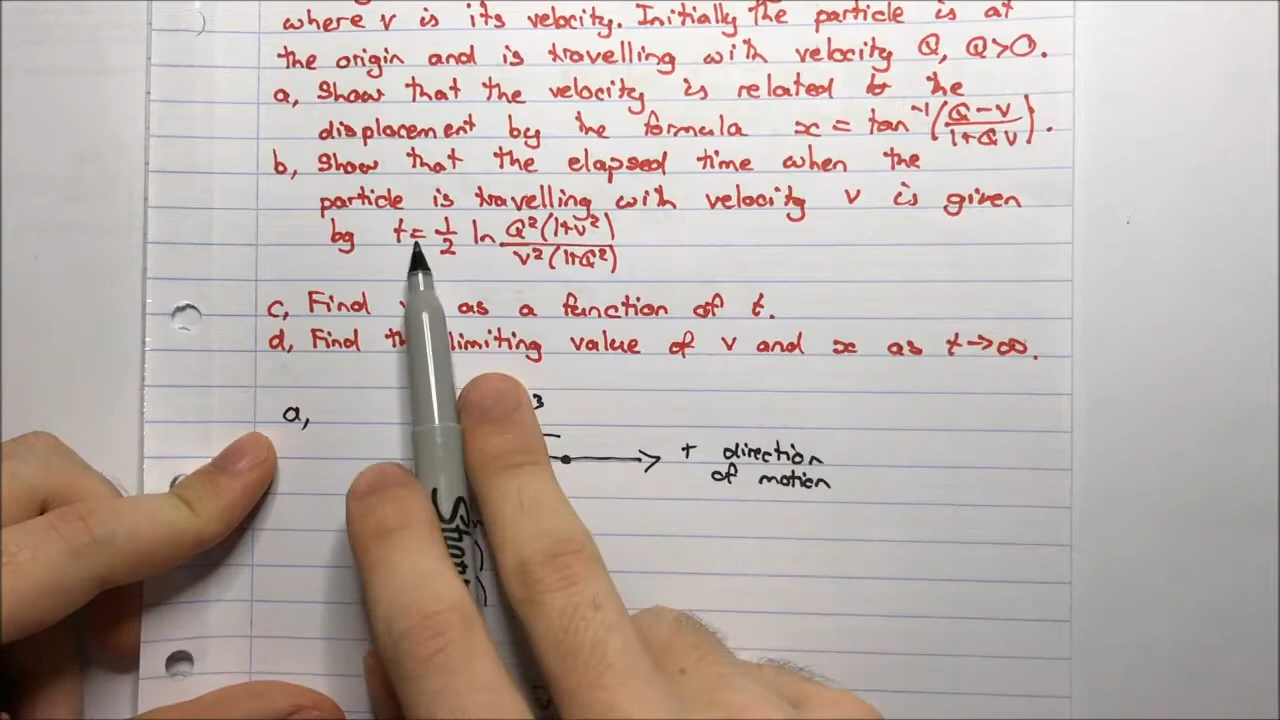 where v is its velocity. Initially the particle is at
the origin and is travelling with velocity Q, Q>0.
a, Show that the velocity is related to the
displacement by the formula x = tan⁻¹(Q-v/1+Qv).
b, Show that the elapsed time when the
particle is travelling with velocity v is given
by t = 1/2 ln Q²(1+v²)/v²(1+Q²)
c, Find as a function of t.
d, Find limiting value of v and x as t→∞.
a, 3
+ direction
of motion